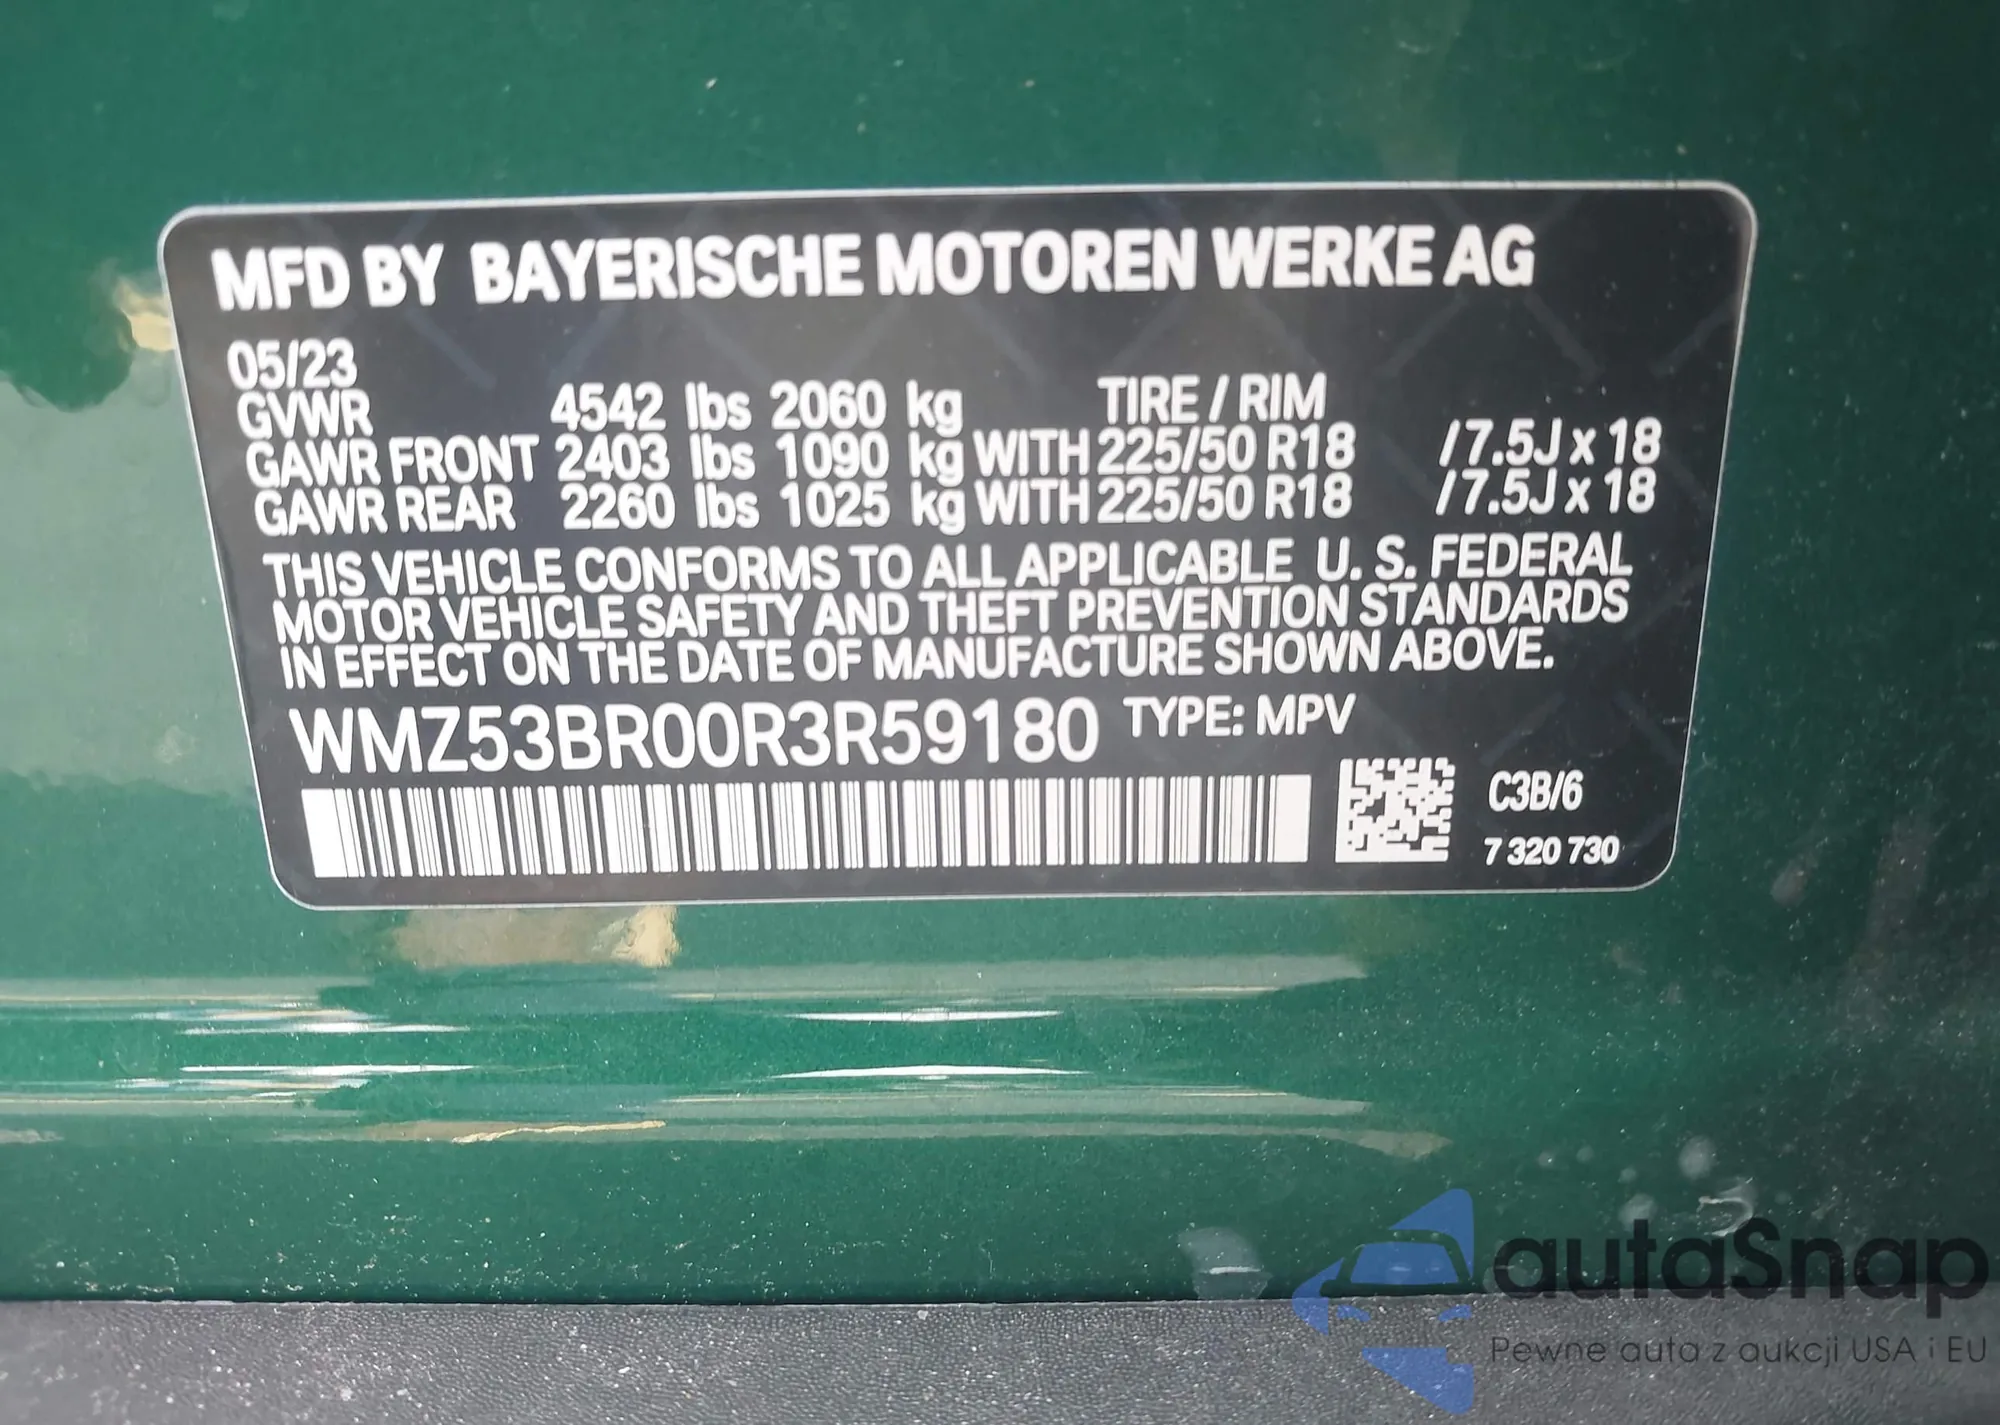 MFD BY BAYERISCHE MOTOREN WERKE AG
05/23
GVWR 4542 lbs 2060 kg TIRE / RIM
GAWR FRONT 2403 lbs 1090 kg WITH 225/50 R18 /7.5J x 18
GAWR REAR 2260 lbs 1025 kg WITH 225/50 R18 /7.5J x 18
THIS VEHICLE CONFORMS TO ALL APPLICABLE U. S. FEDERAL
MOTOR VEHICLE SAFETY AND THEFT PREVENTION STANDARDS
IN EFFECT ON THE DATE OF MANUFACTURE SHOWN ABOVE.
WMZ53BR00R3R59180 TYPE: MPV
C3B/6
7 320 730
autaSnap
Pewne auta z aukcji USA i EU